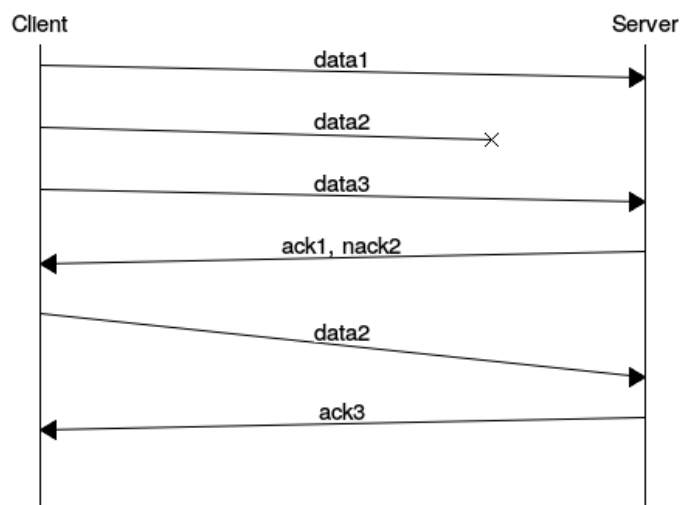 Client Server
data1
data2
data3
ack1, nack2
data2
ack3